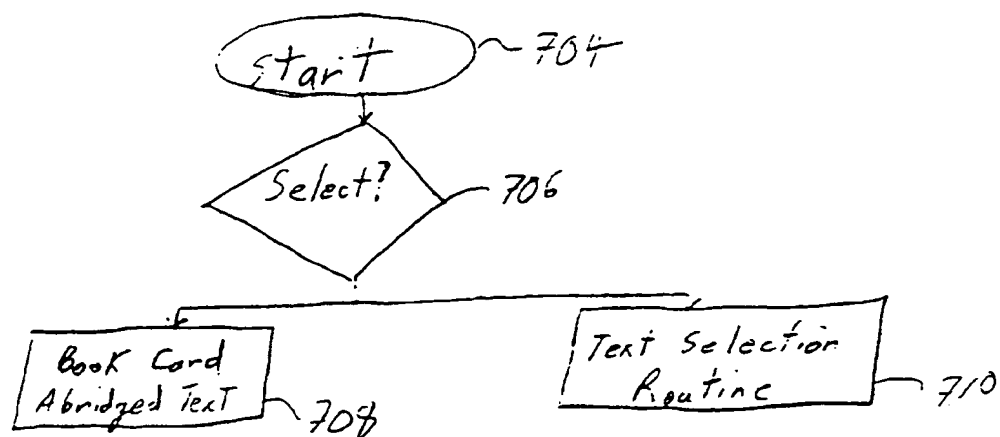 Start
704
Select?
706
Book Card
Abridged Text
708
Text Selection
Routine
710